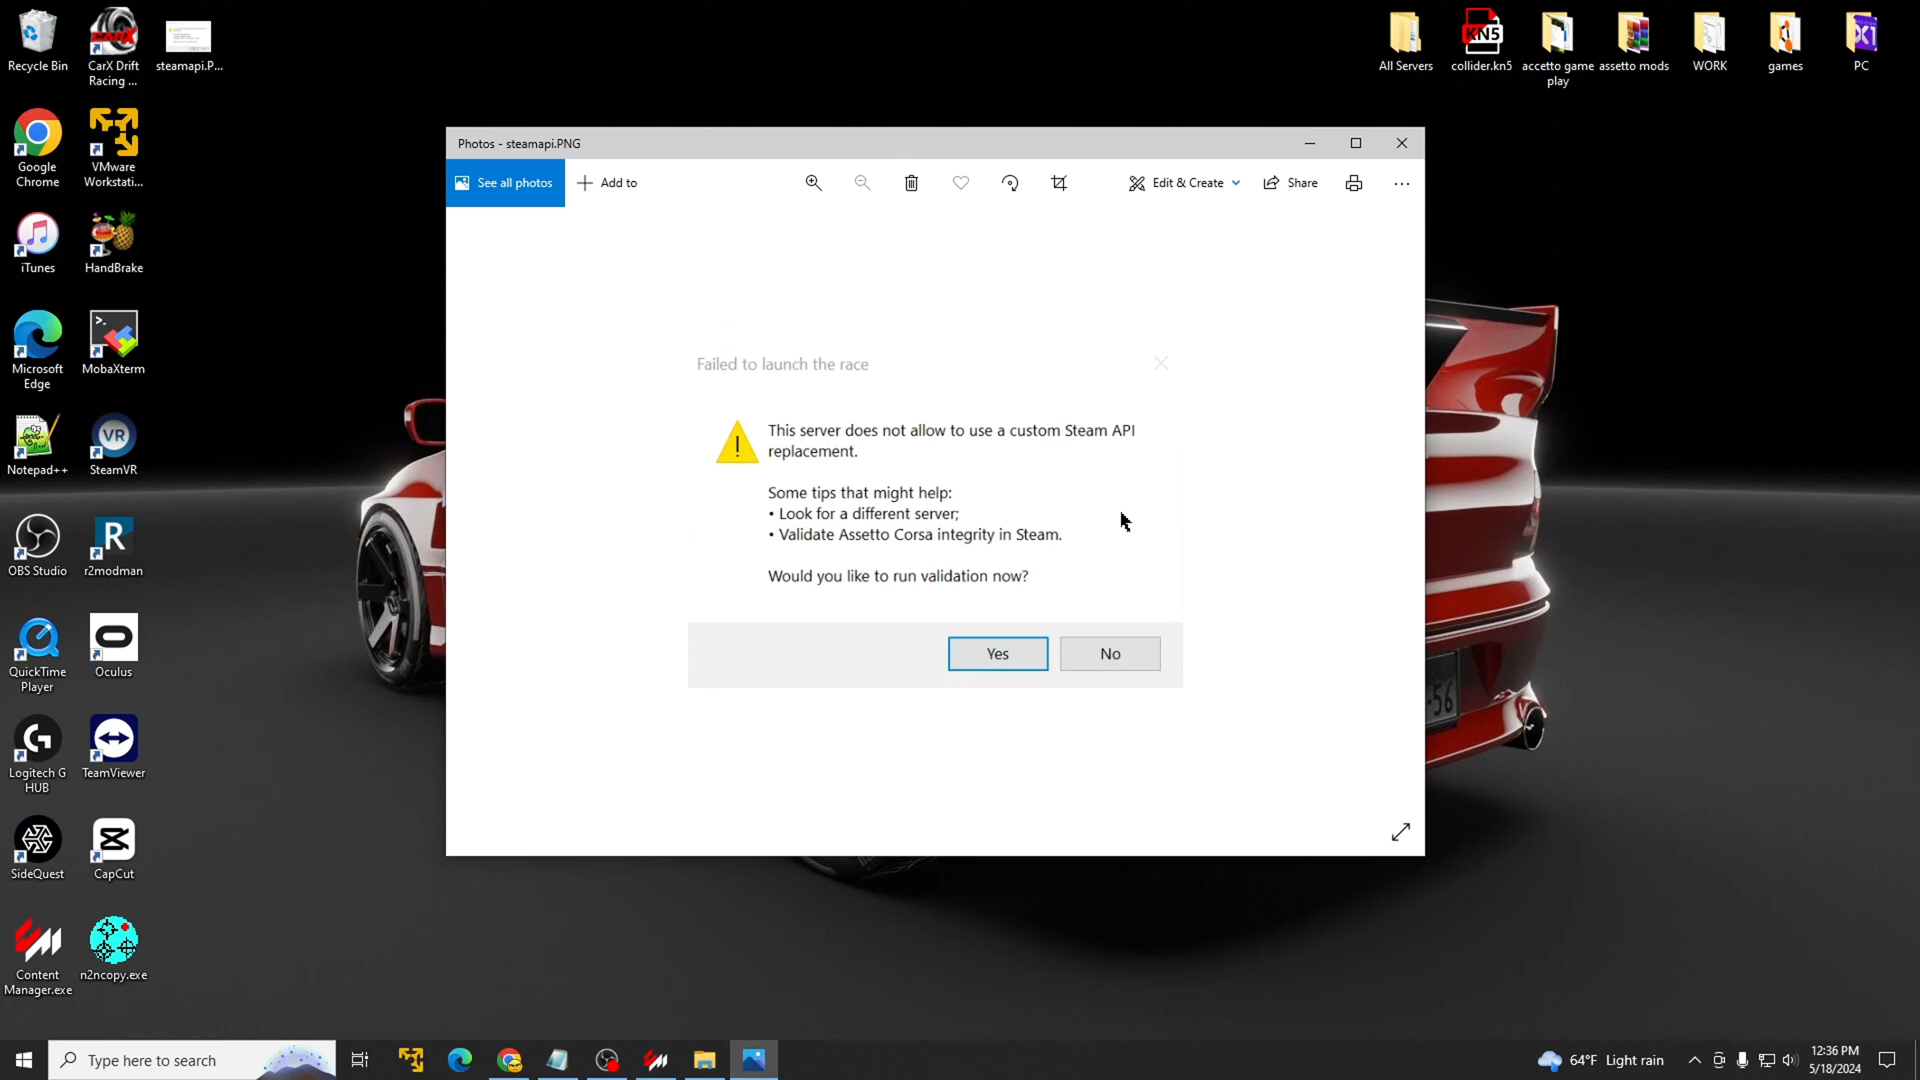 Recycle Bin
CarX Drift
Racing ...
steamapi.P...
Google
Chrome
VMware
Workstati...
iTunes
HandBrake
Microsoft
Edge
MobaXterm
Notepad++
VR
SteamVR
OBS Studio
R
r2modman
QuickTime
Player
Oculus
Logitech G
HUB
TeamViewer
SideQuest
CapCut
Content
Manager.exe
n2ncopy.exe
All Servers
KN5
collider.kn5
accetto game
play
assetto mods
WORK
games
PC
Photos - steamapi.PNG
See all photos
Add to
Edit & Create
Share
Failed to launch the race
This server does not allow to use a custom Steam API
replacement.
Some tips that might help:
• Look for a different server;
• Validate Assetto Corsa integrity in Steam.
Would you like to run validation now?
Yes
No
Type here to search
64°F Light rain
12:36 PM
5/18/2024